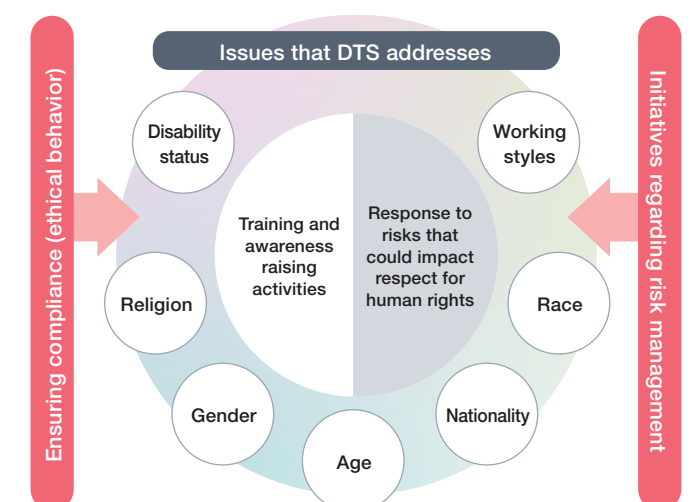 Issues that DTS addresses
Ensuring compliance (ethical behavior)
Initiatives regarding risk management
Disability
status
Working
styles
Training and
awareness
raising
activities
Response to
risks that
could impact
respect for
human rights
Religion
Race
Gender
Nationality
Age